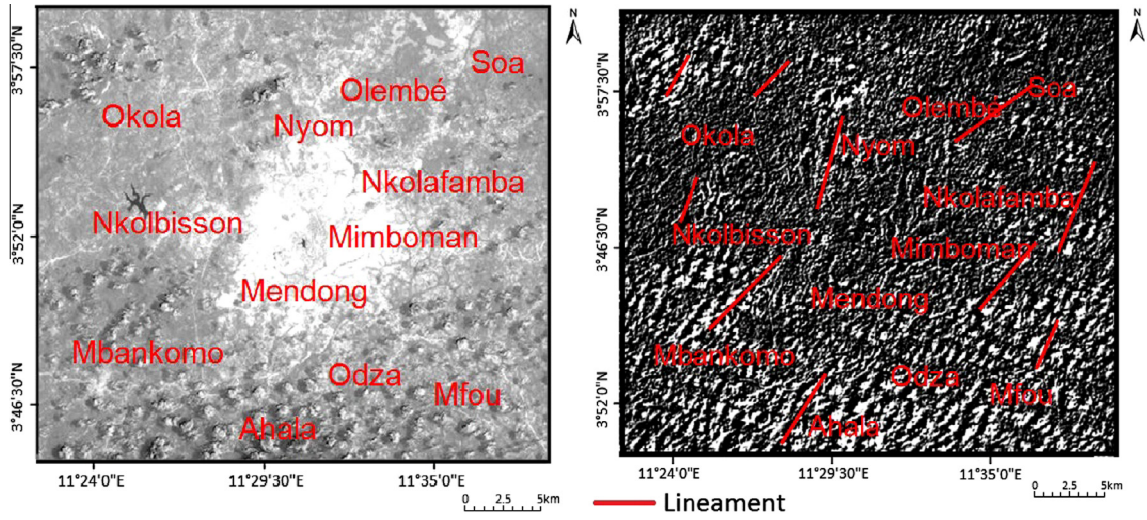 N
3°57'30"N
3°52'0"N
3°46'30"N
Soa
Olembé
Okola
Nyom
Nkolafamba
Nkolbisson
Mimboman
Mendong
Mbankomo
Odza
Mfou
Ahala
11°24'0"E
11°29'30"E
11°35'0"E
0 2.5 5km
N
3°57'30"N
3°46'30"N
3°52'0"N
Soa
Olembé
Okola
Nyom
Nkolafamba
Nkolbisson
Mimboman
Mendong
Mbankomo
Odza
Mfou
Ahala
11°24'0"E
11°29'30"E
11°35'0"E
0 2.5 5km
Lineament